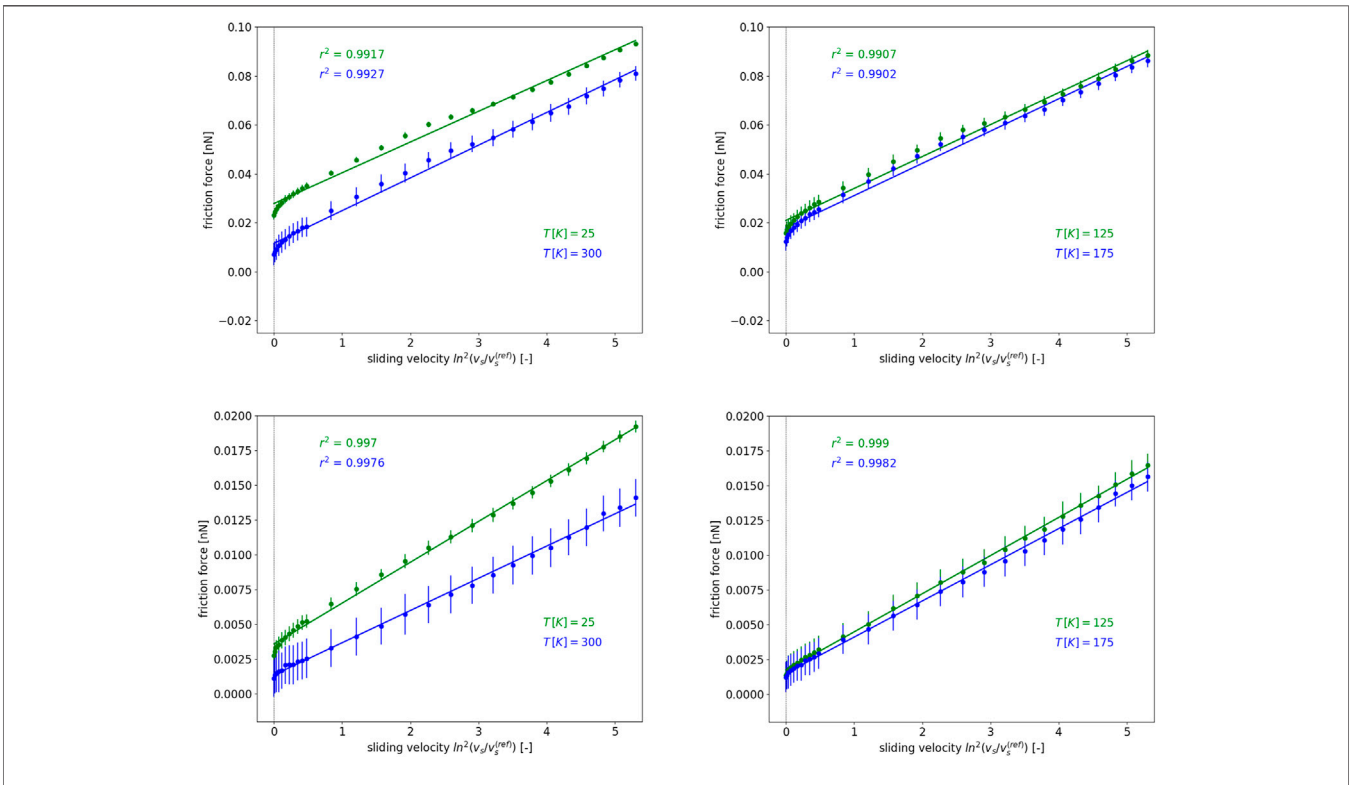 0.10
0.08
0.06
0.04
0.02
0.00
−0.02
friction force [nN]
r² = 0.9917
r² = 0.9927
T[K] = 25
T[K] = 300
0 1 2 3 4 5
sliding velocity ln²(vₛ/vₛ^(ref)) [-]
0.10
0.08
0.06
0.04
0.02
0.00
−0.02
friction force [nN]
r² = 0.9907
r² = 0.9902
T[K] = 125
T[K] = 175
0 1 2 3 4 5
sliding velocity ln²(vₛ/vₛ^(ref)) [-]
0.0200
0.0175
0.0150
0.0125
0.0100
0.0075
0.0050
0.0025
0.0000
friction force [nN]
r² = 0.997
r² = 0.9976
T[K] = 25
T[K] = 300
0 1 2 3 4 5
sliding velocity ln²(vₛ/vₛ^(ref)) [-]
0.0200
0.0175
0.0150
0.0125
0.0100
0.0075
0.0050
0.0025
0.0000
friction force [nN]
r² = 0.999
r² = 0.9982
T[K] = 125
T[K] = 175
0 1 2 3 4 5
sliding velocity ln²(vₛ/vₛ^(ref)) [-]